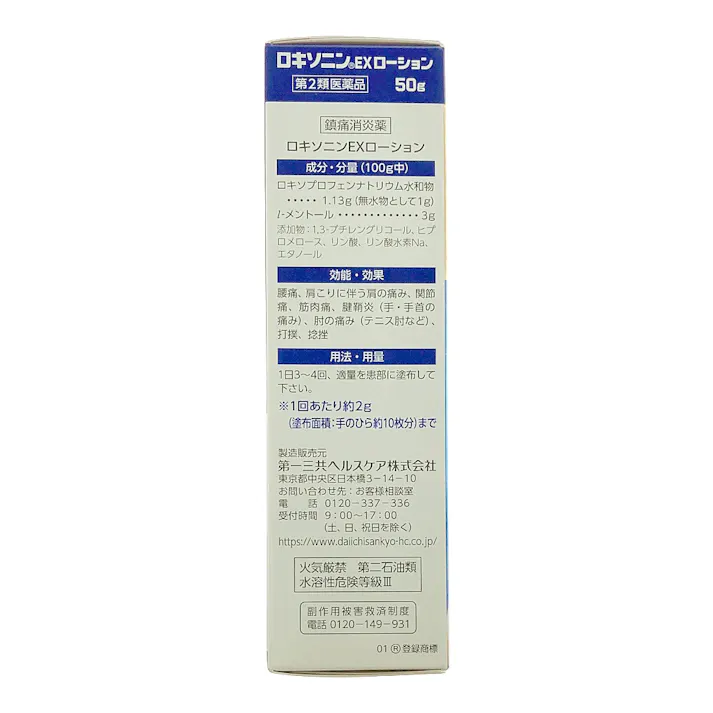 ロキソニン®EXローション
第2類医薬品 50g
鎮痛消炎薬
ロキソニンEXローション
成分・分量(100g中)
ロキソプロフェンナトリウム水和物
・・・・・ 1.13g(無水物として1g)
l-メントール ・・・・・・・・・・・・・ 3g
添加物:1,3-ブチレングリコール、ヒプ
ロメロース、リン酸、リン酸水素Na、
エタノール
効能・効果
腰痛、肩こりに伴う肩の痛み、関節
痛、筋肉痛、腱鞘炎(手・手首の
痛み)、肘の痛み(テニス肘など)、
打撲、捻挫
用法・用量
1日3〜4回、適量を患部に塗布して
下さい。
※1回あたり約2g
(塗布面積:手のひら約10枚分)まで
製造販売元
第一三共ヘルスケア株式会社
東京都中央区日本橋3-14-10
お問い合わせ先:お客様相談室
電 話 0120-337-336
受付時間 9:00〜17:00
(土、日、祝日を除く)
https://www.daiichisankyo-hc.co.jp/
火気厳禁 第二石油類
水溶性危険等級Ⅲ
副作用被害救済制度
電話 0120-149-931
01 ®登録商標